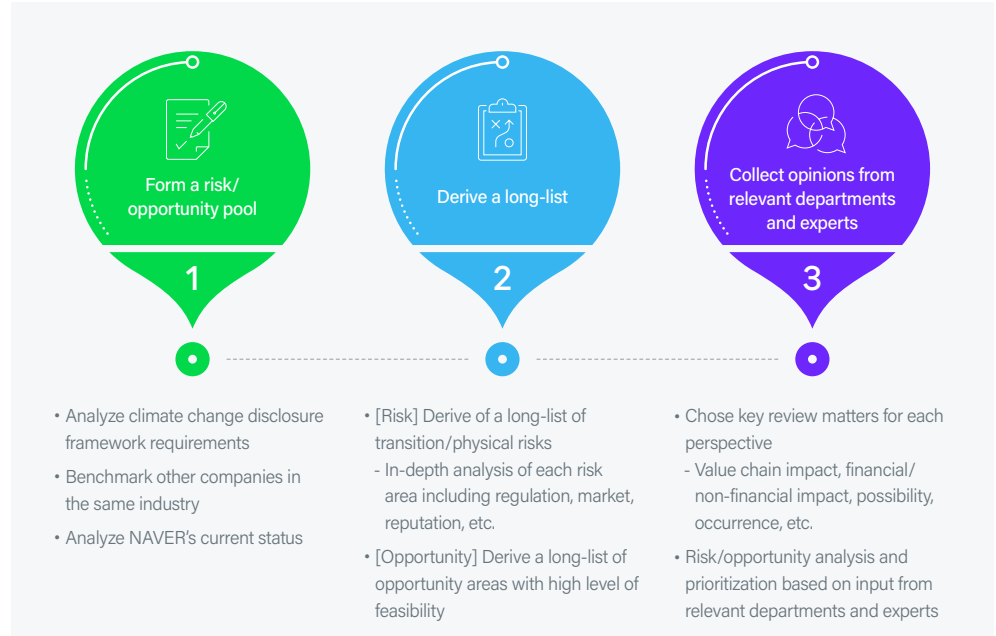 Form a risk/
opportunity pool
1
• Analyze climate change disclosure
framework requirements
• Benchmark other companies in
the same industry
• Analyze NAVER's current status
Derive a long-list
2
• [Risk] Derive of a long-list of
transition/physical risks
- In-depth analysis of each risk
area including regulation, market,
reputation, etc.
• [Opportunity] Derive a long-list of
opportunity areas with high level of
feasibility
Collect opinions from
relevant departments
and experts
3
• Chose key review matters for each
perspective
- Value chain impact, financial/
non-financial impact, possibility,
occurrence, etc.
• Risk/opportunity analysis and
prioritization based on input from
relevant departments and experts